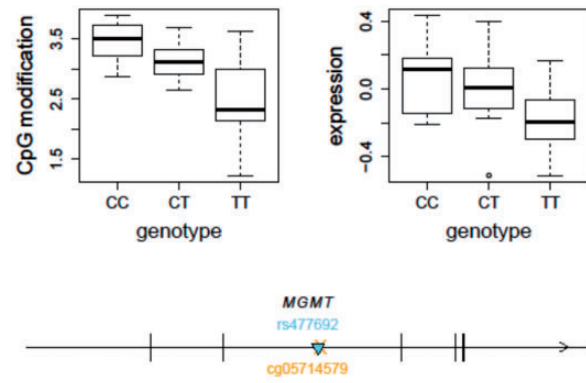 CpG modification
3.5
2.5
1.5
CC CT TT
genotype
expression
0.4
0.0
−0.4
CC CT TT
genotype
MGMT
rs477692
cg05714579